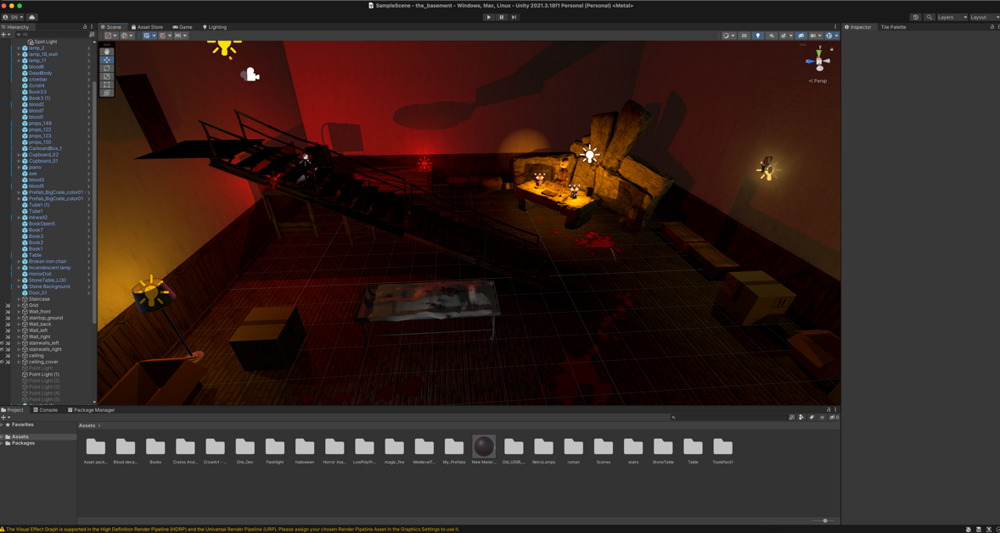 SampleScene - the_basement - Windows, Mac, Linux - Unity 2021.3.18f1 Personal (Personal) <Metal>
SN
Layers
Layout
Hierarchy
Scene
Asset Store
Game
Lighting
Inspector
Tile Palette
All
2D
Spot Light
lamp_2
lamp_18_wall
lamp_11
blood6
DeadBody
crowbar
Scroll4
BookS3
Book3 (1)
blood2
blood7
blood1
props_149
props_122
props_123
props_150
CarboardBox_1
Cupboard_02
Cupboard_01
piano
axe
blood3
blood5
Prefab_BigCrate_color01
Prefab_BigCrate_color01
Tube1 (1)
Tube1
Inkwell2
BookOpen5
Book7
Book3
Book2
Book1
Table
Broken iron chair
Incandescent lamp
HorrorDoll
StoneTable_LOD
Stone Background
Door_01
Staircase
Grid
Wall_front
stairtop_ground
Wall_back
Wall_left
Wall_right
stairwalls_left
stairwalls_right
ceiling
ceiling_cover
Point Light
Point Light (1)
Point Light (2)
Point Light (3)
Point Light (4)
Point Light (5)
y
< Persp
Project
Console
Package Manager
9
Favorites
Assets
Packages
Assets >
Asset pack...
Blood deca...
Books
Crates And...
CrowArt - ...
Dnk_Dev
Flashlight
halloween
Horror Ass...
LowPolyPr...
magic_fire
MedievalT...
My_Prefabs
New Mater...
Old_USSR_...
RetroLamps
roman
Scenes
stairs
StoneTable
Table
ToolsPack1
The Visual Effect Graph is supported in the High Definition Render Pipeline (HDRP) and the Universal Render Pipeline (URP). Please assign your chosen Render Pipeline Asset in the Graphics Settings to use it.